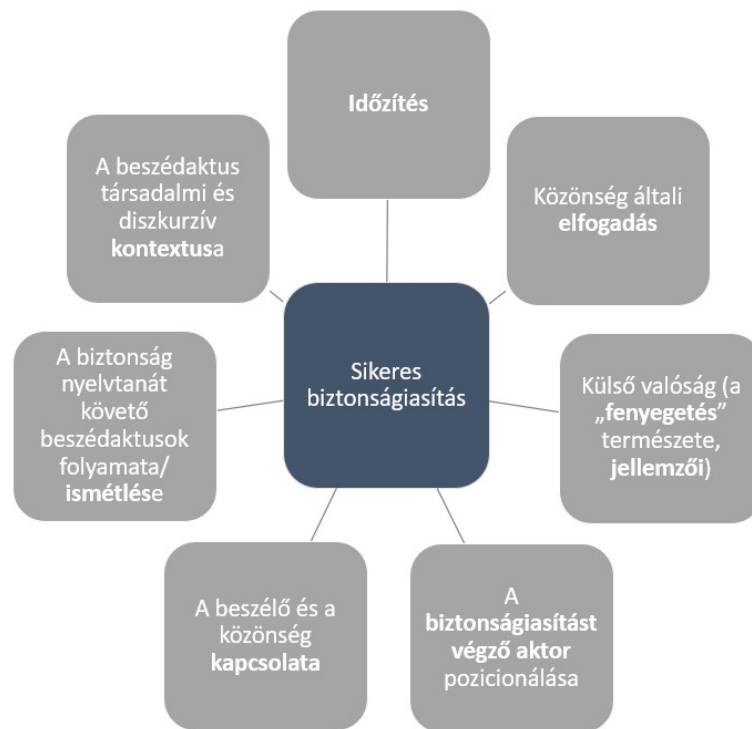 Időzítés
Közönség általi
elfogadás
Külső valóság (a
„fenyegetés”
természete,
jellemzői)
A
biztonságiasítást
végző aktor
pozicionálása
A beszélő és a
közönség
kapcsolata
A biztonság
nyelvtanát
követő
beszédaktusok
folyamata/
ismétlése
A beszédaktus
társadalmi és
diszkurzív
kontextusa
Sikeres
biztonságiasítás